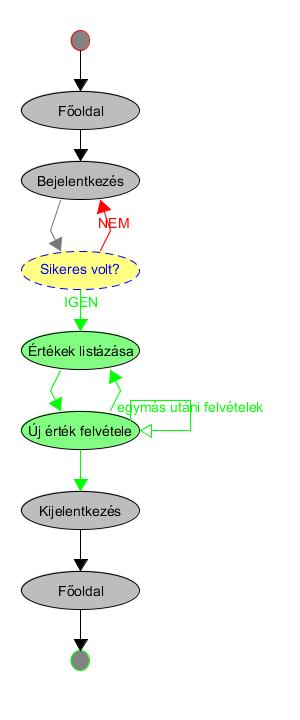 Főoldal
Bejelentkezés
NEM
Sikeres volt?
IGEN
Értékek listázása
egymás utáni felvételek
Új érték felvétele
Kijelentkezés
Főoldal